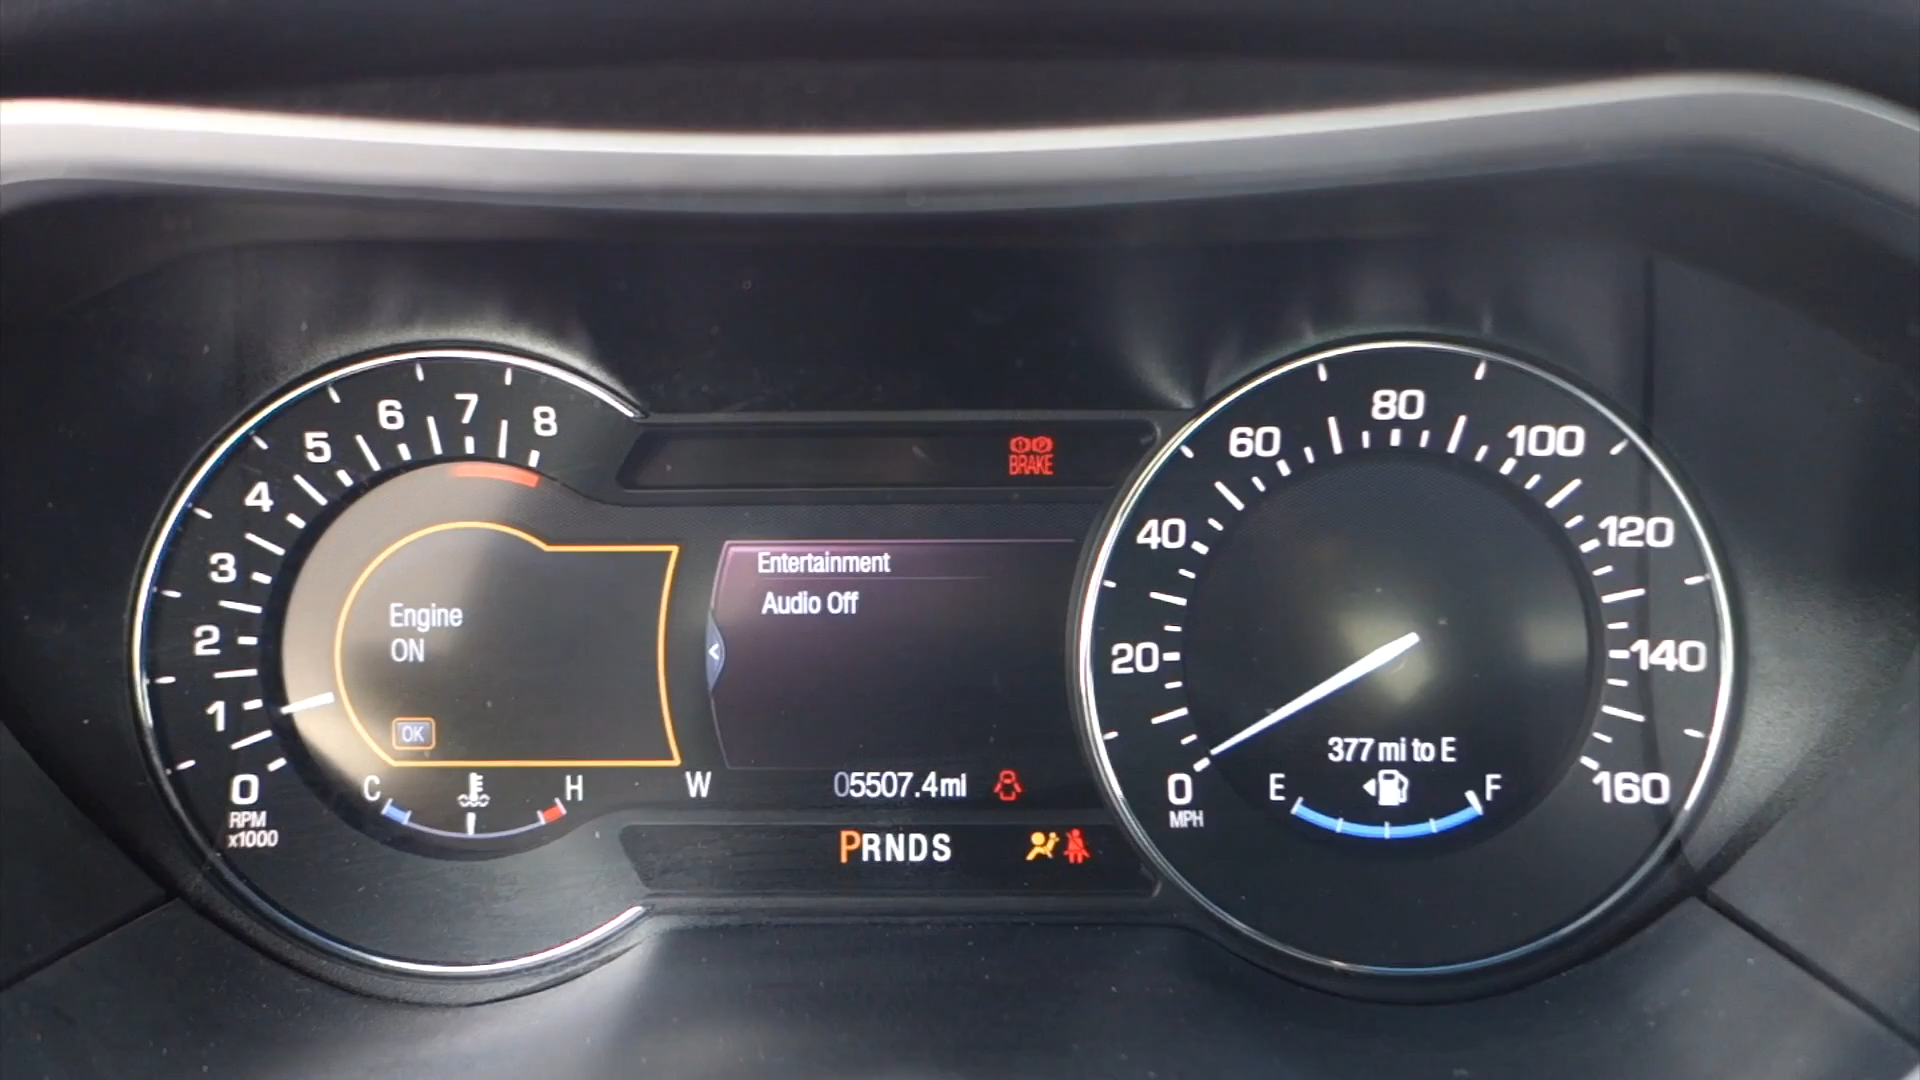 0
1
2
3
4
5
6
7
8
RPM
x1000
Engine
ON
OK
C
H
W
BRAKE
Entertainment
<
Audio Off
05507.4mi
PRNDS
0
20
40
60
80
100
120
140
160
MPH
377 mi to E
E
F